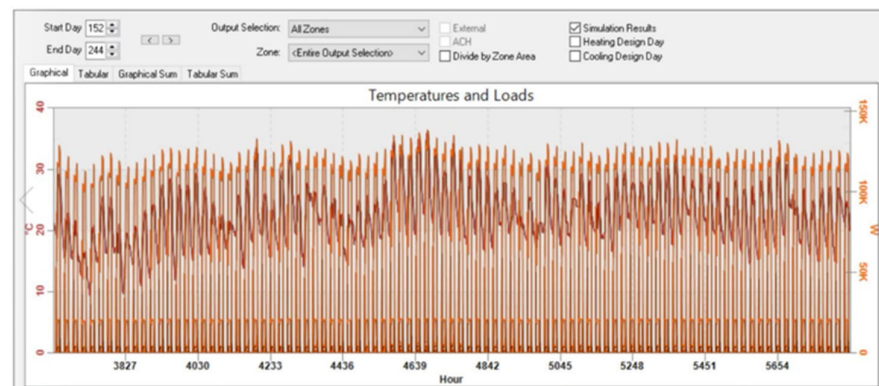 Start Day 152 Output Selection: All Zones External Simulation Results
ACH Heating Design Day
End Day 244 < > Zone: <Entire Output Selection> Divide by Zone Area Cooling Design Day
Graphical Tabular Graphical Sum Tabular Sum
Temperatures and Loads
40 150K
30 100K
°C 20 W
10 50K
0 0
3827 4030 4233 4436 4639 4842 5045 5248 5451 5654
Hour